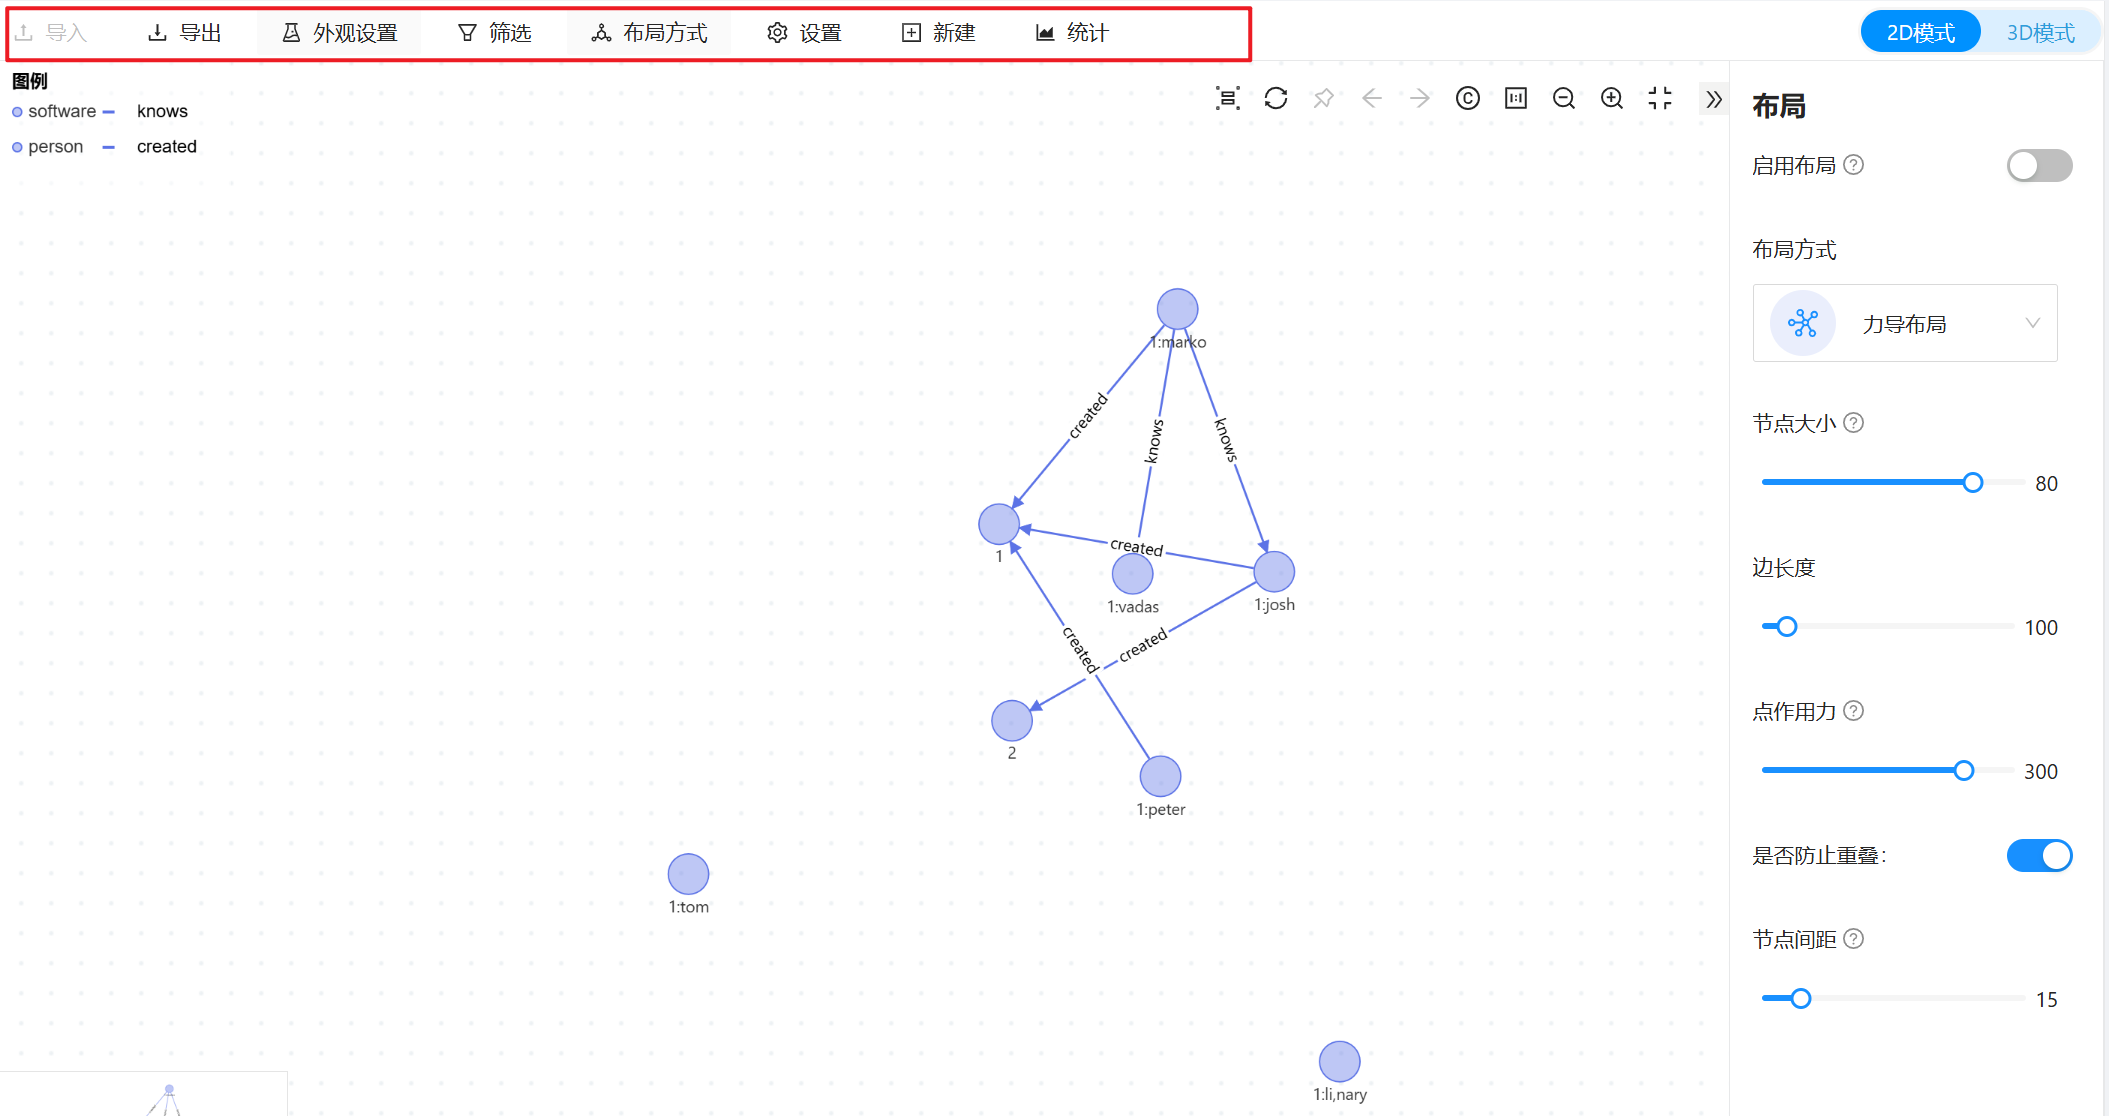 导入 导出 外观设置 筛选 布局方式 设置 新建 统计 2D模式 3D模式
图例
software knows
person created
布局
启用布局
布局方式
力导布局
节点大小
80
边长度
100
点作用力
300
是否防止重叠:
节点间距
15
1:marko
created
knows
knows
1
created
1:vadas
1:josh
created
created
2
1:peter
1:tom
1:li,nary